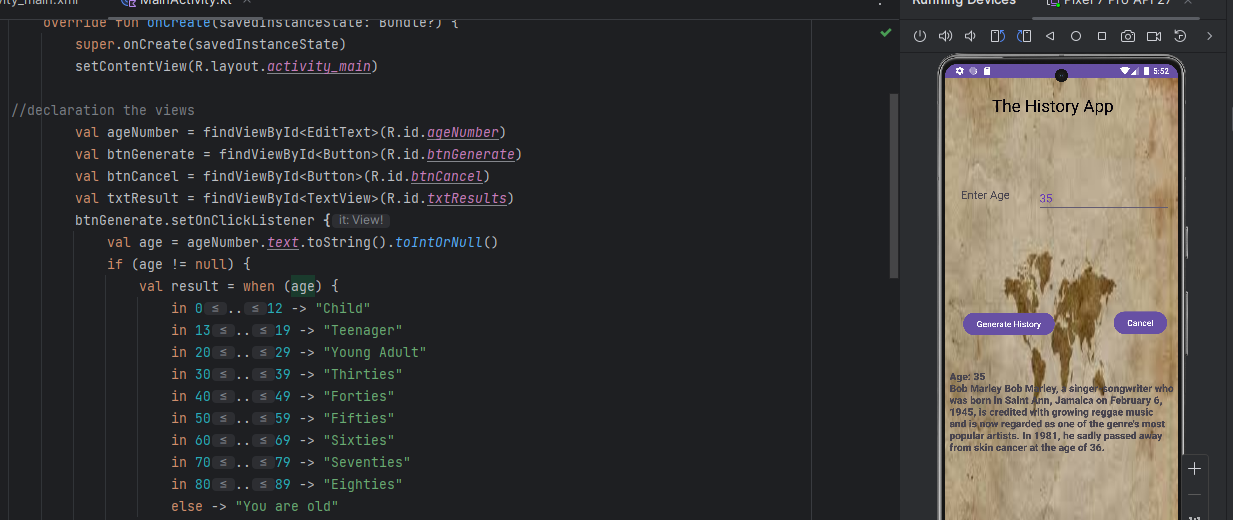 MainActivity.kt
override fun onCreate(savedInstanceState: Bundle?) {
super.onCreate(savedInstanceState)
setContentView(R.layout.activity_main)
//declaration the views
val ageNumber = findViewById<EditText>(R.id.ageNumber)
val btnGenerate = findViewById<Button>(R.id.btnGenerate)
val btnCancel = findViewById<Button>(R.id.btnCancel)
val txtResult = findViewById<TextView>(R.id.txtResults)
btnGenerate.setOnClickListener { it: View!
val age = ageNumber.text.toString().toIntOrNull()
if (age != null) {
val result = when (age) {
in 0 ≤ .. ≤ 12 -> "Child"
in 13 ≤ .. ≤ 19 -> "Teenager"
in 20 ≤ .. ≤ 29 -> "Young Adult"
in 30 ≤ .. ≤ 39 -> "Thirties"
in 40 ≤ .. ≤ 49 -> "Forties"
in 50 ≤ .. ≤ 59 -> "Fifties"
in 60 ≤ .. ≤ 69 -> "Sixties"
in 70 ≤ .. ≤ 79 -> "Seventies"
in 80 ≤ .. ≤ 89 -> "Eighties"
else -> "You are old"
Running Devices
Pixel 7 Pro API 27
5:52
The History App
Enter Age
35
Generate History
Cancel
Age: 35
Bob Marley Bob Marley, a singer-songwriter who
was born in Saint Ann, Jamaica on February 6,
1945, is credited with growing reggae music
and is now regarded as one of the genre's most
popular artists. In 1981, he sadly passed away
from skin cancer at the age of 36.